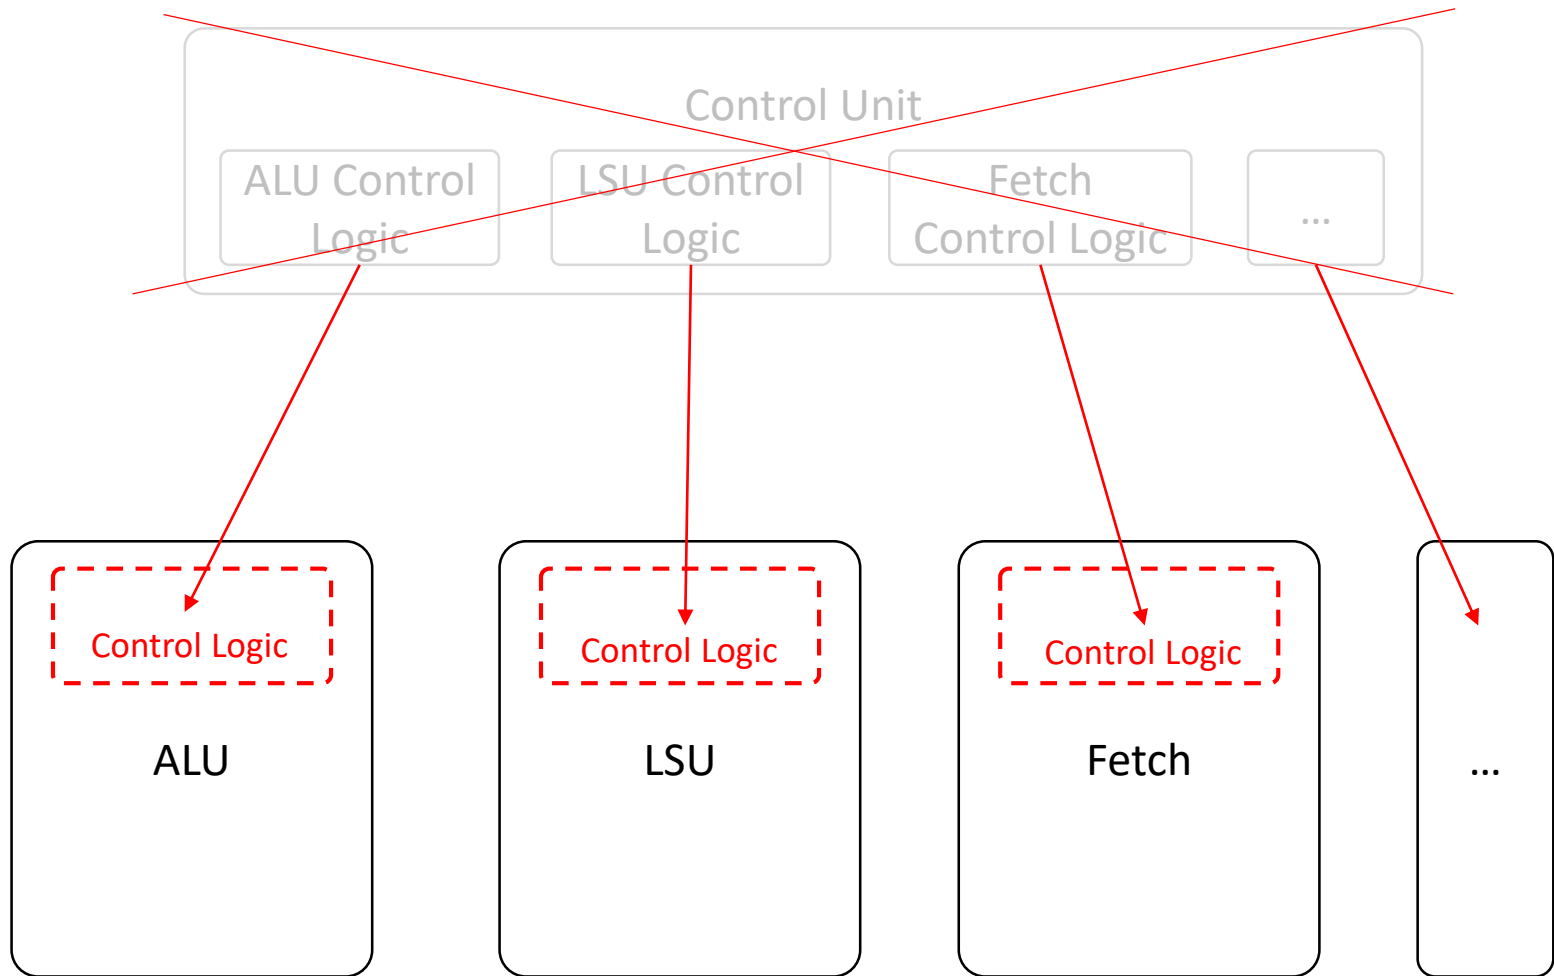 Control Unit
ALU Control
Logic
LSU Control
Logic
Fetch
Control Logic
...
Control Logic
ALU
Control Logic
LSU
Control Logic
Fetch
...